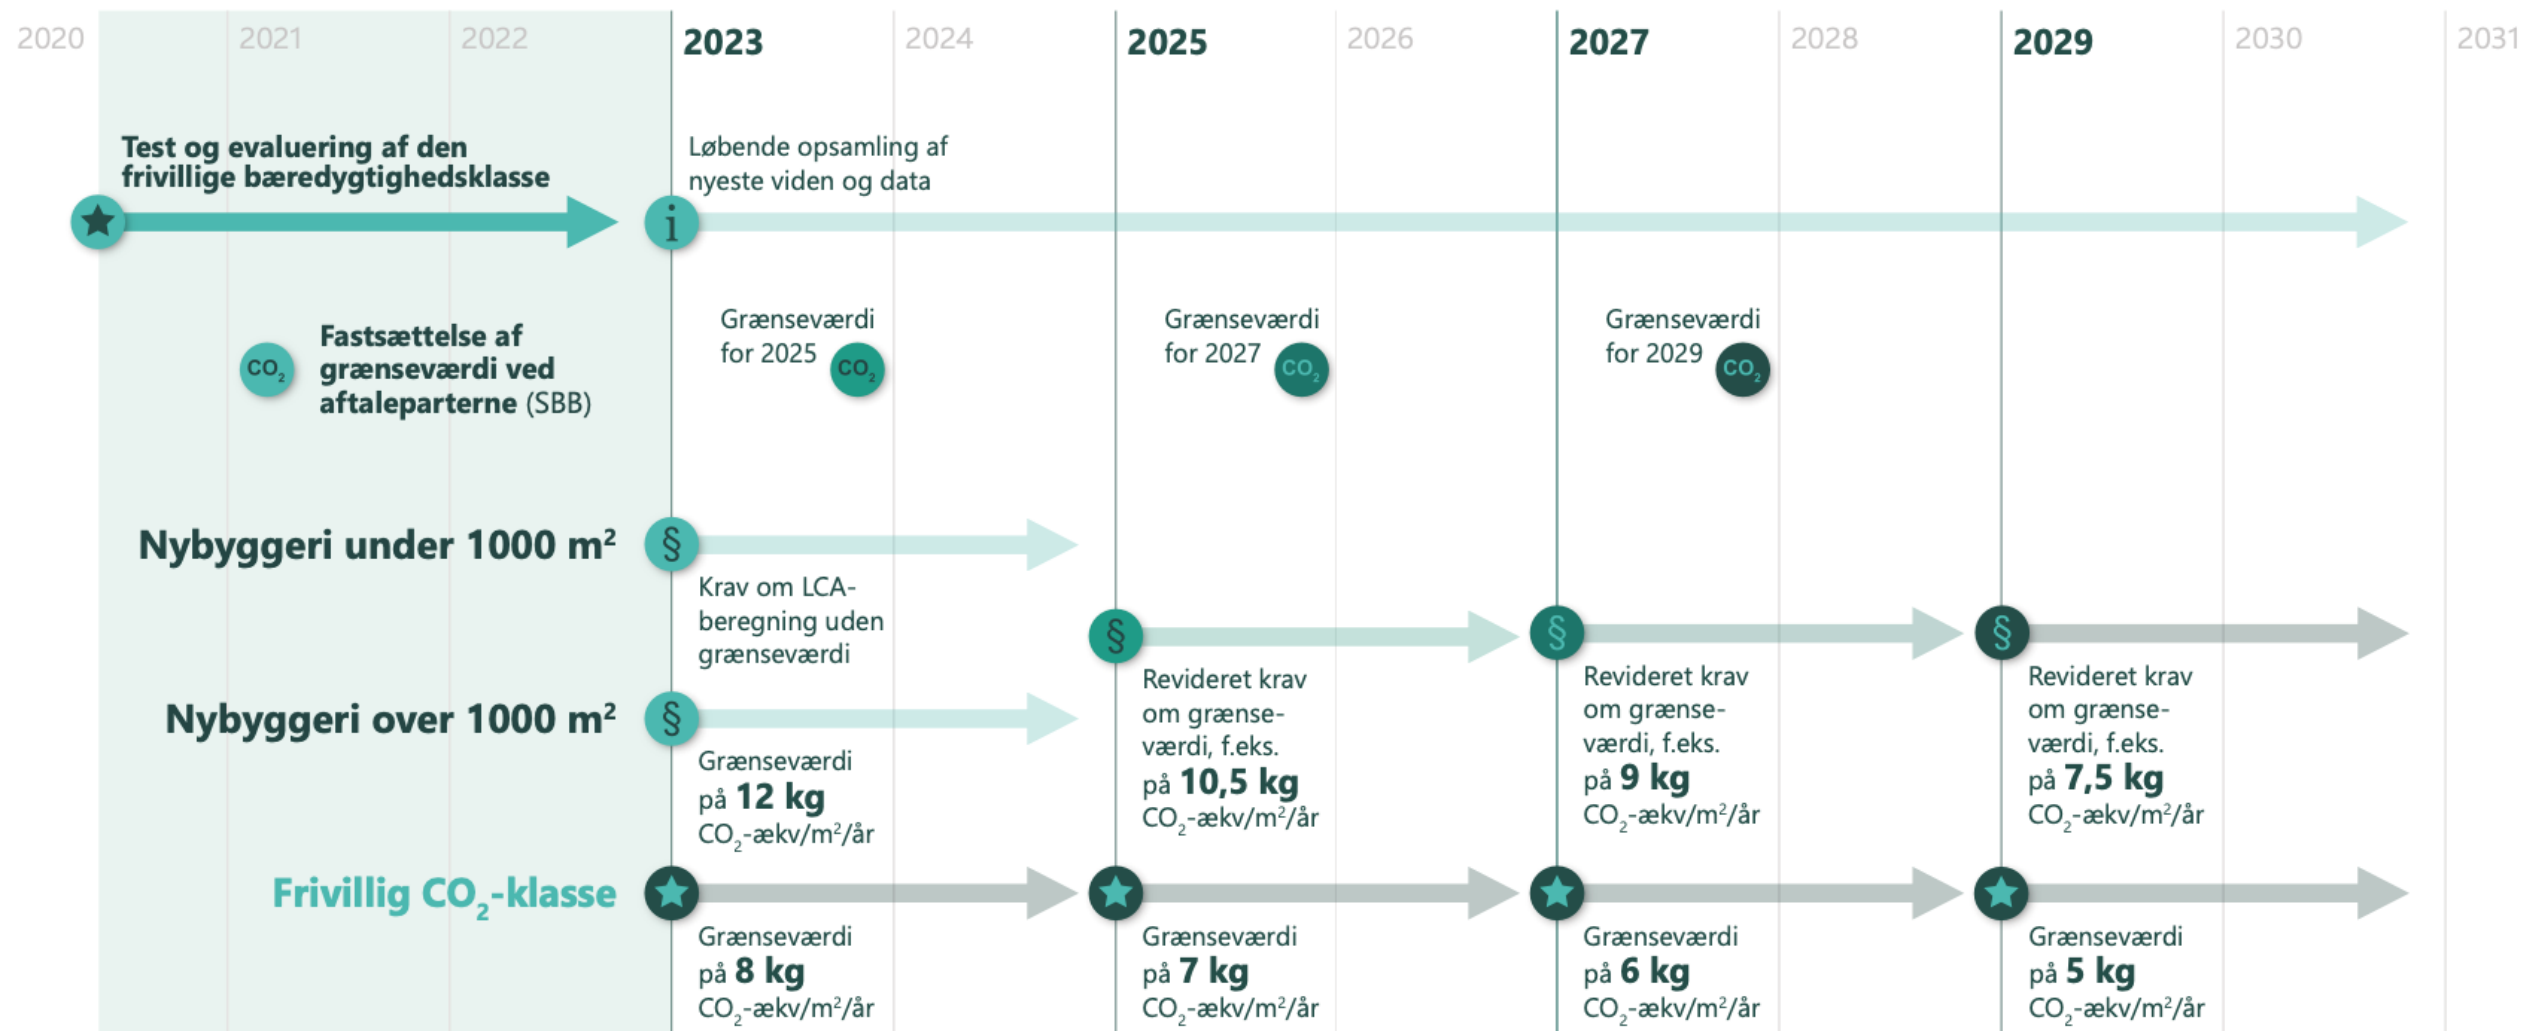 2020 2021 2022 2023 2024 2025 2026 2027 2028 2029 2030 2031
Test og evaluering af den
frivillige bæredygtighedsklasse
Løbende opsamling af
nyeste viden og data
i
CO₂
Fastsættelse af
grænseværdi ved
aftaleparterne (SBB)
Grænseværdi
for 2025
CO₂
Grænseværdi
for 2027
CO₂
Grænseværdi
for 2029
CO₂
Nybyggeri under 1000 m²
§
Krav om LCA-
beregning uden
grænseværdi
Nybyggeri over 1000 m²
§
Grænseværdi
på 12 kg
CO₂-ækv/m²/år
§
Revideret krav
om grænse-
værdi, f.eks.
på 10,5 kg
CO₂-ækv/m²/år
§
Revideret krav
om grænse-
værdi, f.eks.
på 9 kg
CO₂-ækv/m²/år
§
Revideret krav
om grænse-
værdi, f.eks.
på 7,5 kg
CO₂-ækv/m²/år
Frivillig CO₂-klasse
Grænseværdi
på 8 kg
CO₂-ækv/m²/år
Grænseværdi
på 7 kg
CO₂-ækv/m²/år
Grænseværdi
på 6 kg
CO₂-ækv/m²/år
Grænseværdi
på 5 kg
CO₂-ækv/m²/år